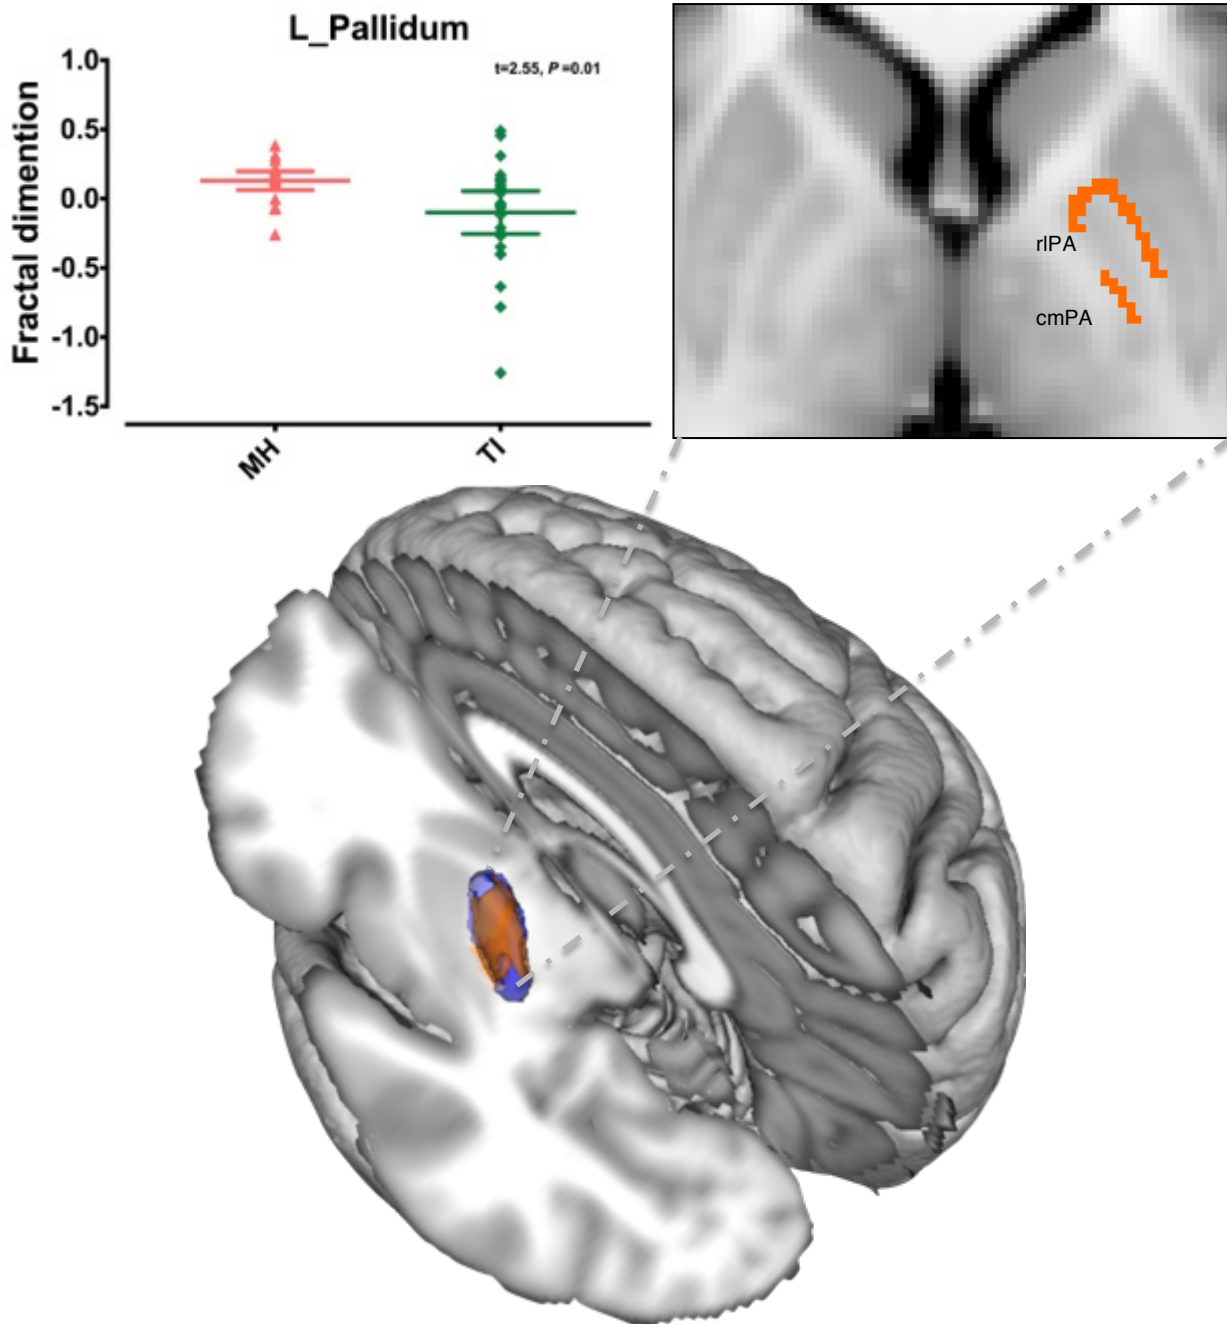 L_Pallidum
t=2.55, P=0.01
Fractal dimention
1.0
0.5
0.0
-0.5
-1.0
-1.5
MH
TI
rlPA
cmPA